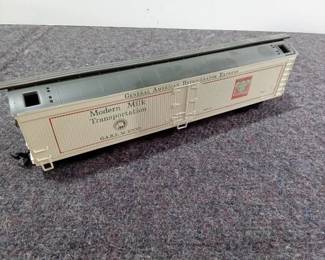 General American Refrigerator Express
Modern Milk
Transportation